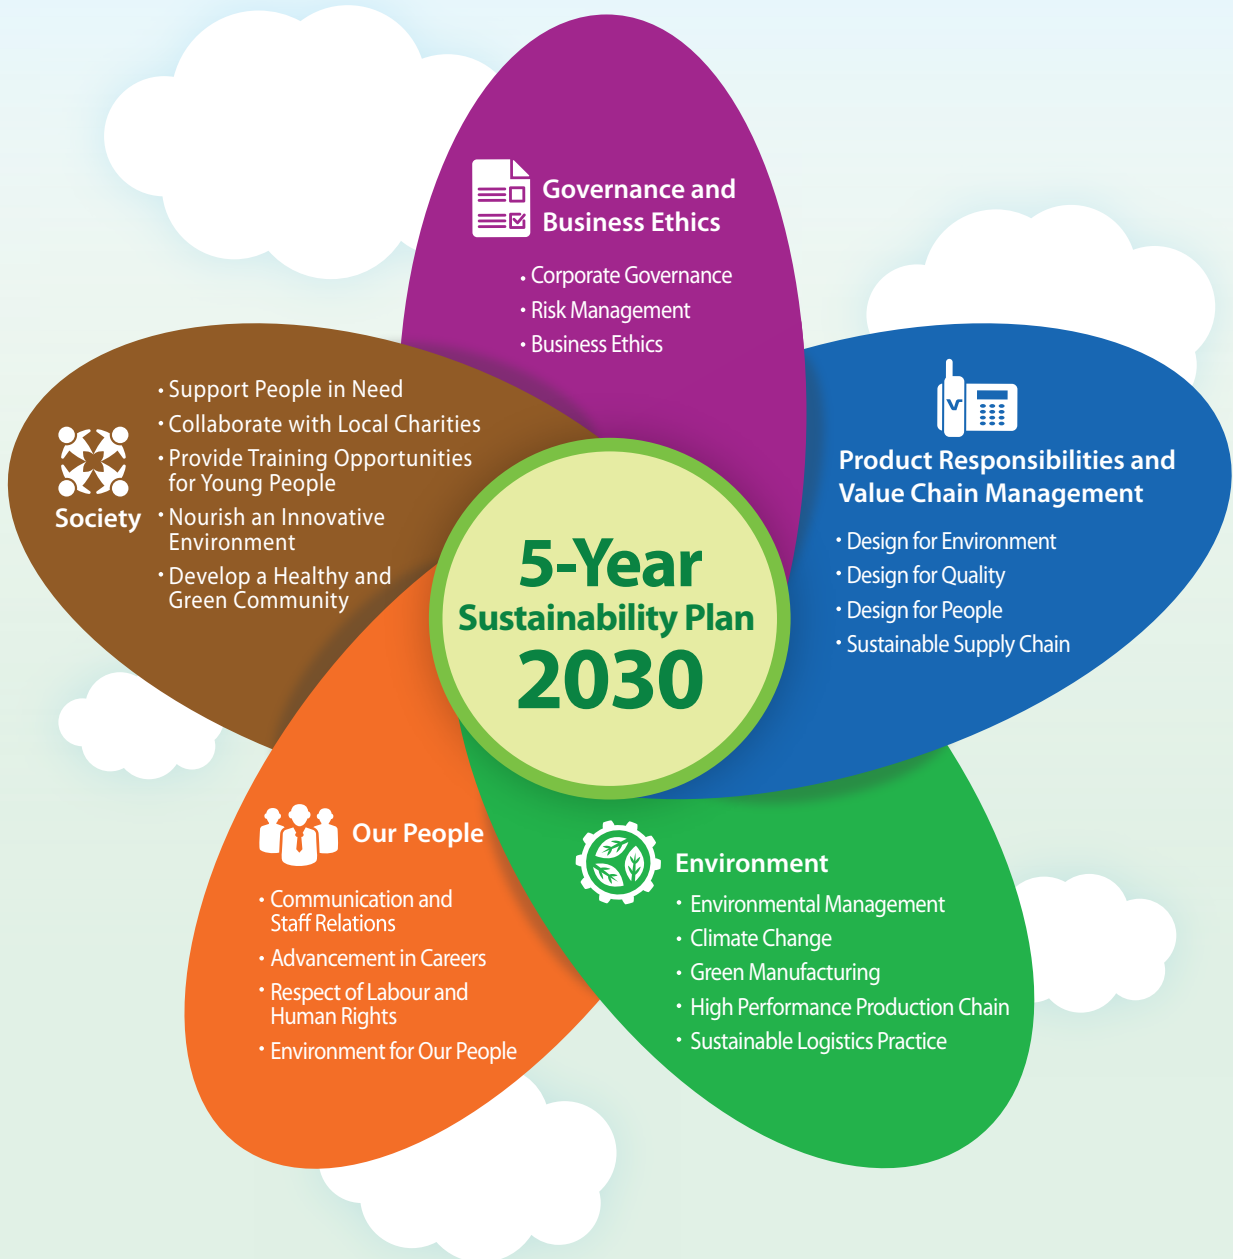 Governance and
Business Ethics
• Corporate Governance
• Risk Management
• Business Ethics
Product Responsibilities and
Value Chain Management
• Design for Environment
• Design for Quality
• Design for People
• Sustainable Supply Chain
Environment
• Environmental Management
• Climate Change
• Green Manufacturing
• High Performance Production Chain
• Sustainable Logistics Practice
Our People
• Communication and
Staff Relations
• Advancement in Careers
• Respect of Labour and
Human Rights
• Environment for Our People
Society
• Support People in Need
• Collaborate with Local Charities
• Provide Training Opportunities
for Young People
• Nourish an Innovative
Environment
• Develop a Healthy and
Green Community
5-Year
Sustainability Plan
2030